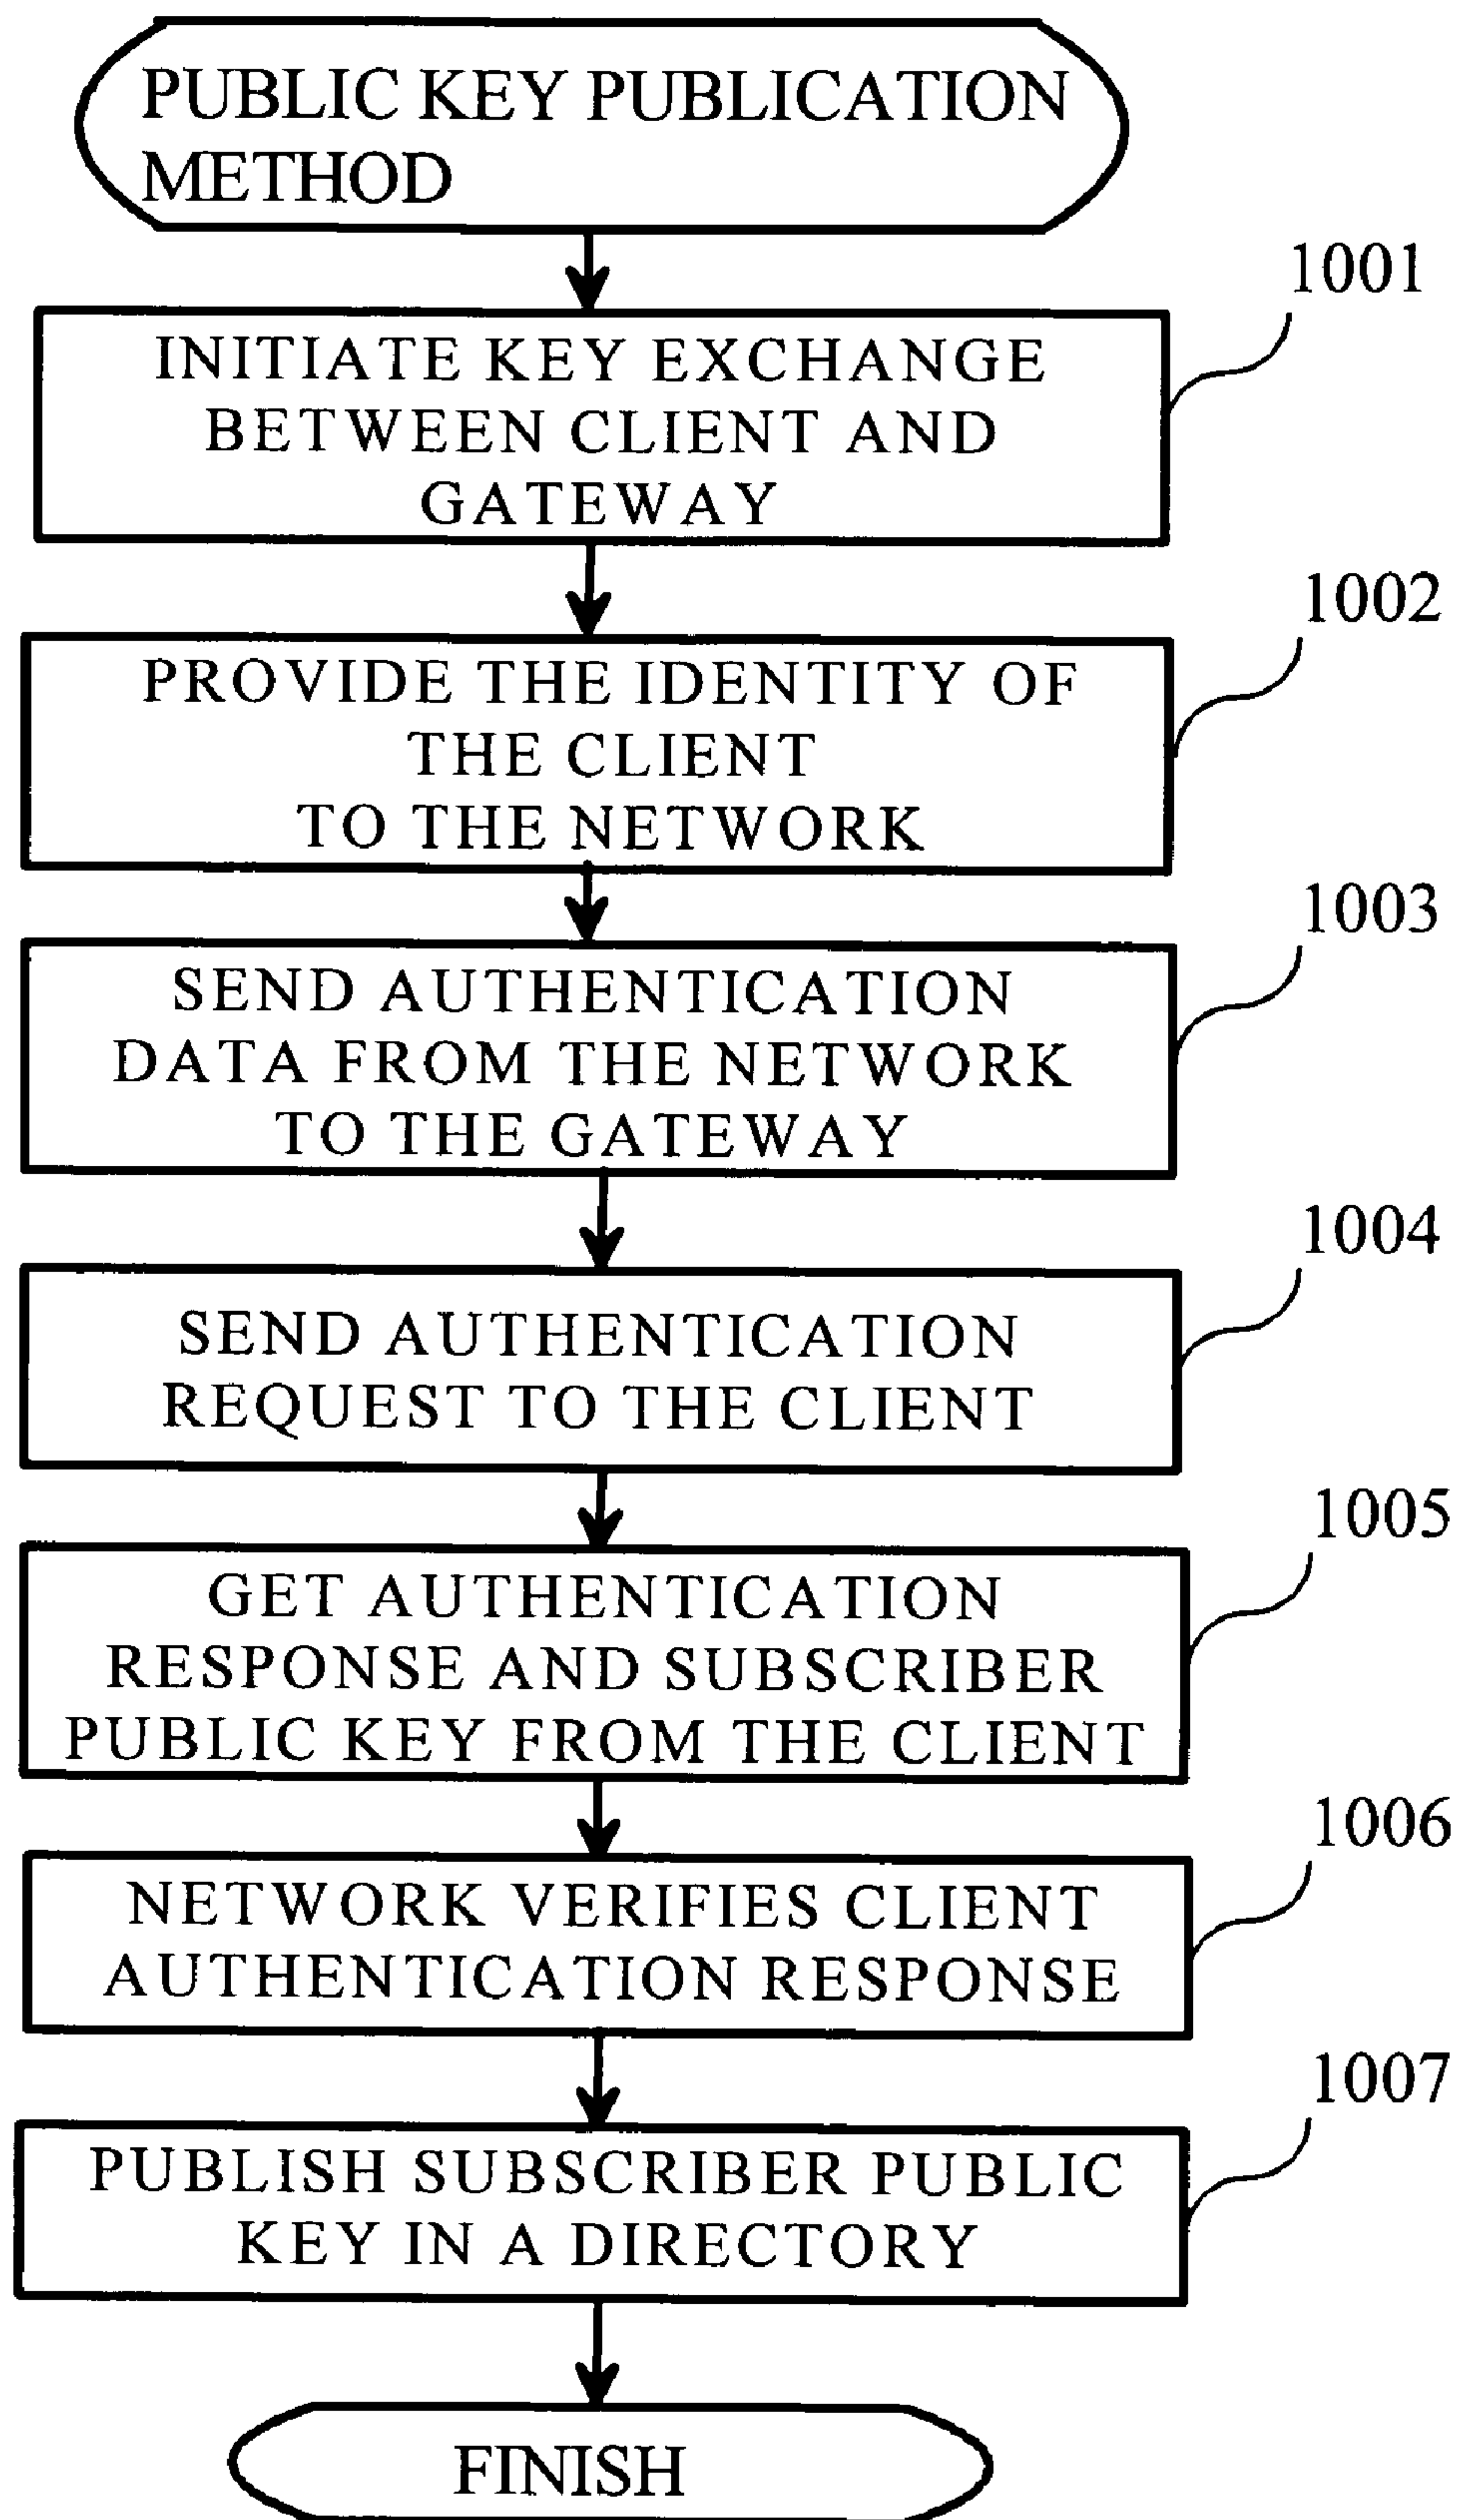 PUBLIC KEY PUBLICATION
METHOD
1001
INITIATE KEY EXCHANGE
BETWEEN CLIENT AND
GATEWAY
1002
PROVIDE THE IDENTITY OF
THE CLIENT
TO THE NETWORK
1003
SEND AUTHENTICATION
DATA FROM THE NETWORK
TO THE GATEWAY
1004
SEND AUTHENTICATION
REQUEST TO THE CLIENT
1005
GET AUTHENTICATION
RESPONSE AND SUBSCRIBER
PUBLIC KEY FROM THE CLIENT
1006
NETWORK VERIFIES CLIENT
AUTHENTICATION RESPONSE
1007
PUBLISH SUBSCRIBER PUBLIC
KEY IN A DIRECTORY
FINISH